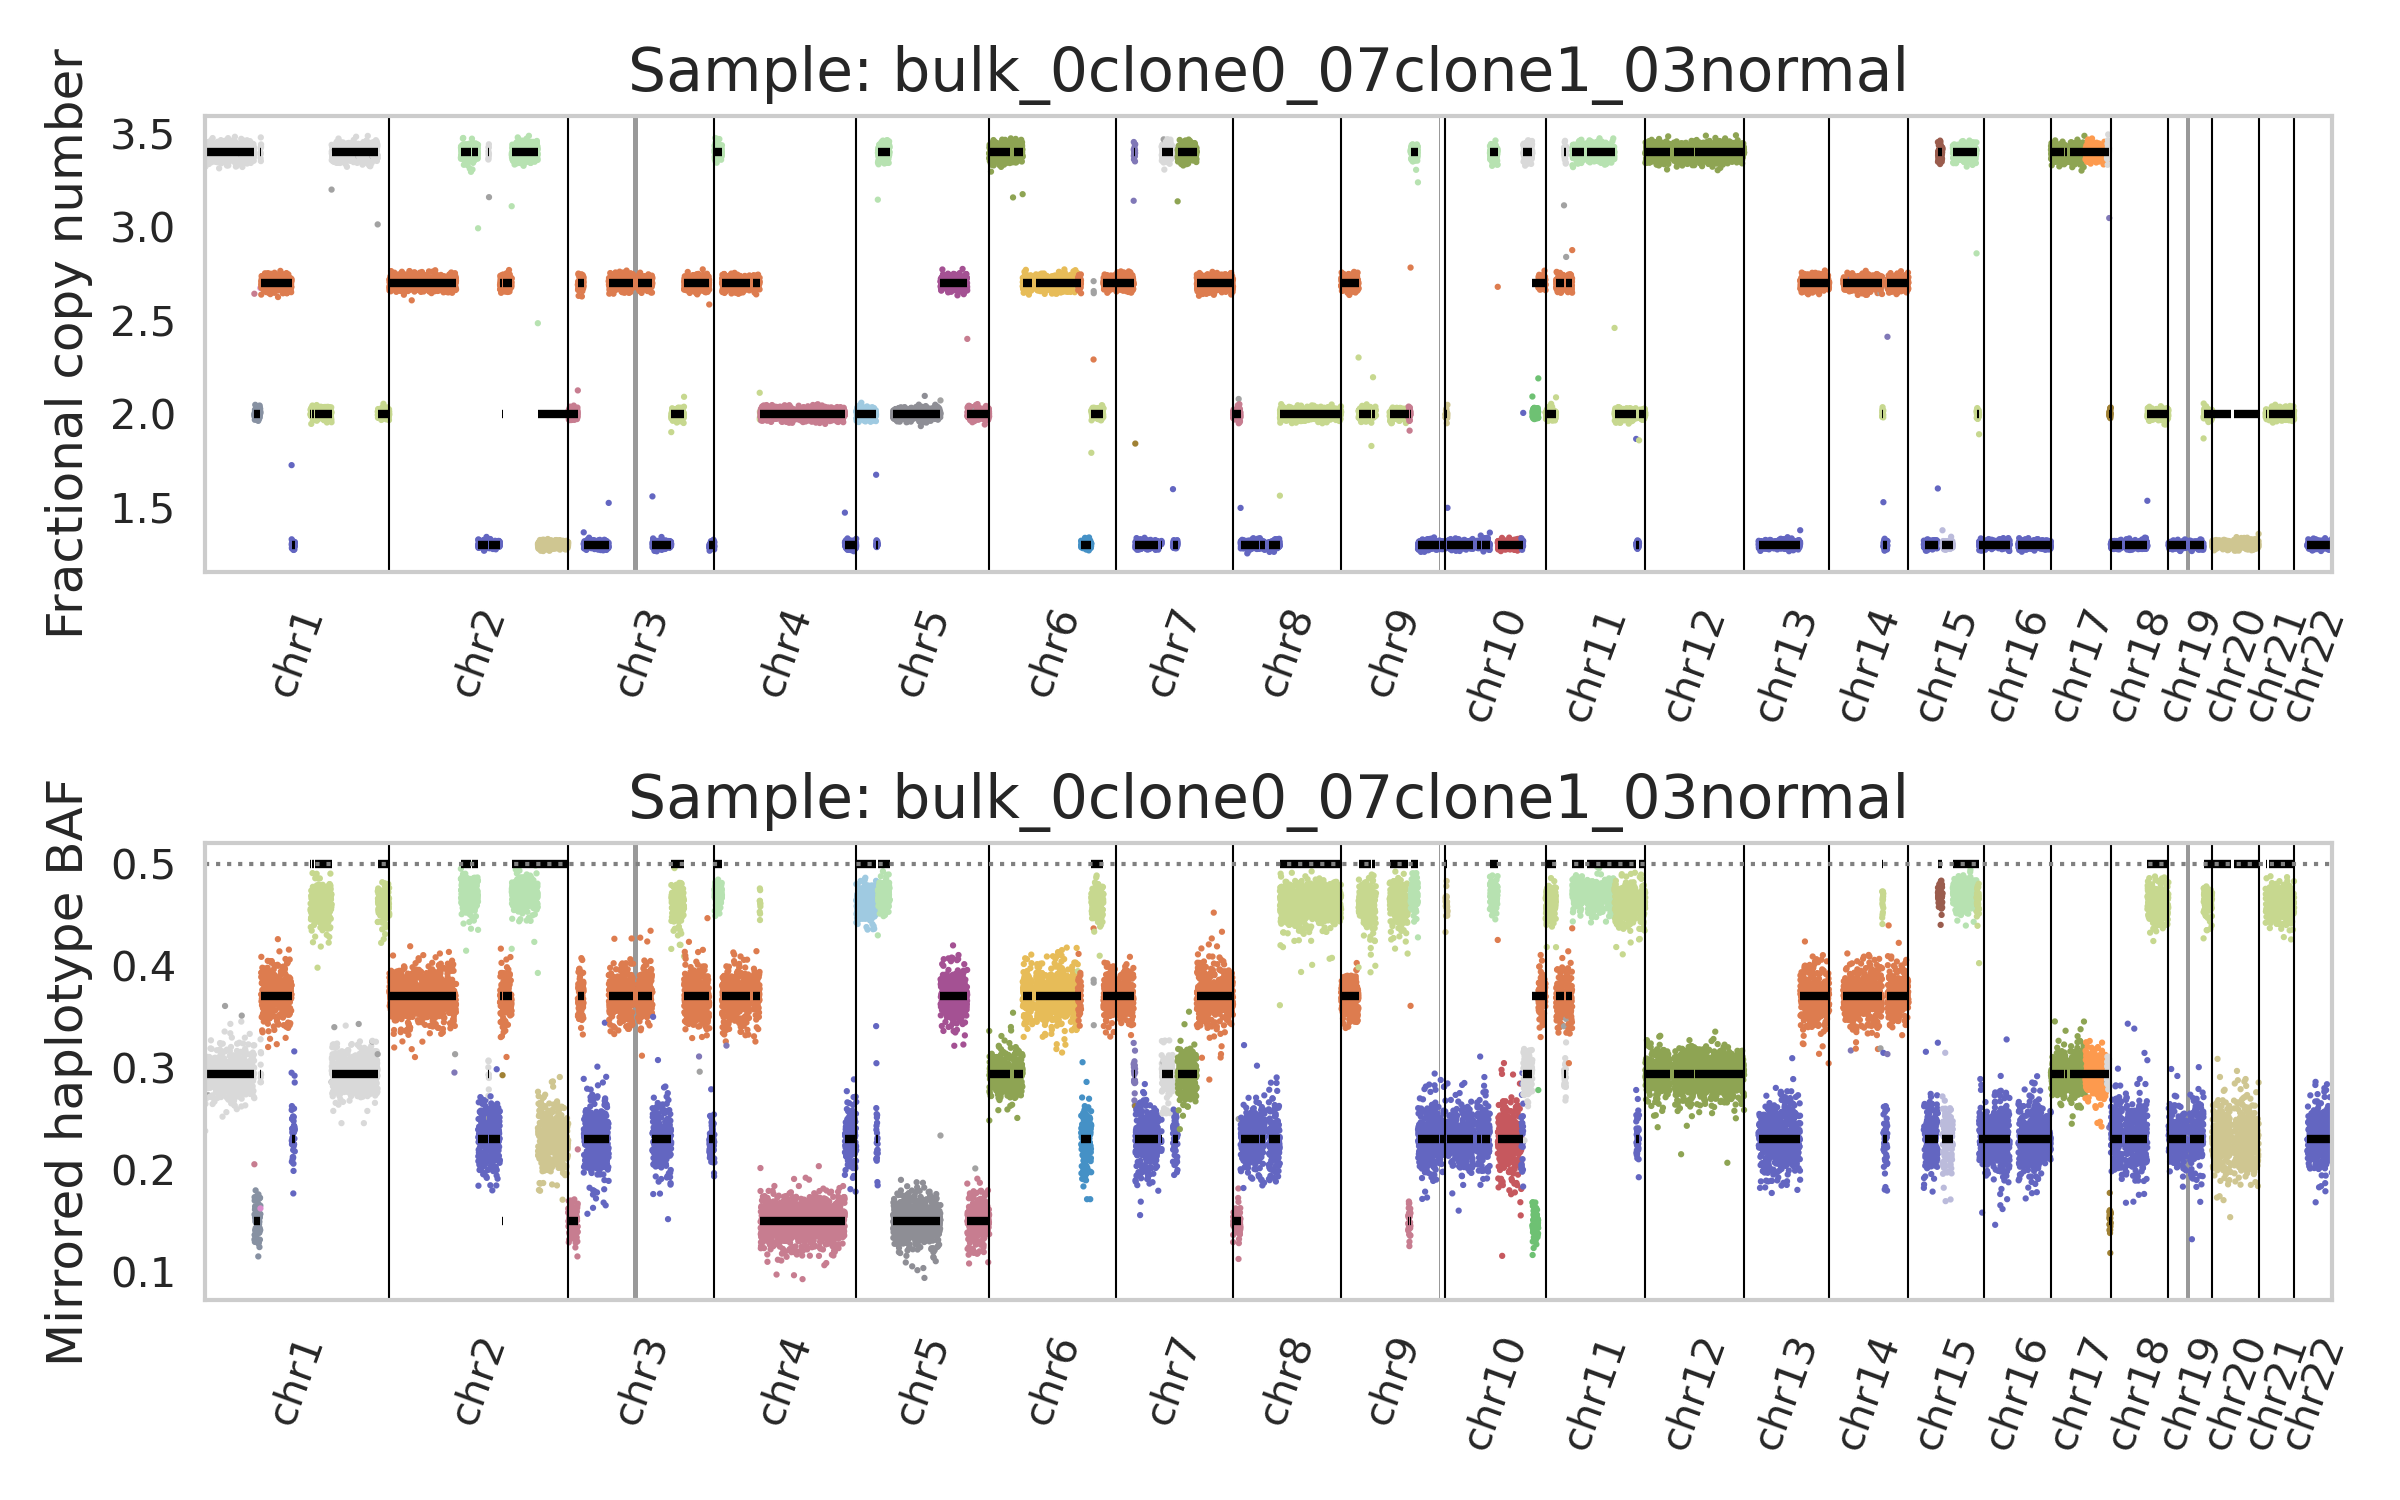 Sample: bulk_0clone0_07clone1_03normal
Fractional copy number
3.5
3.0
2.5
2.0
1.5
chr1 chr2 chr3 chr4 chr5 chr6 chr7 chr8 chr9 chr10 chr11 chr12 chr13 chr14 chr15 chr16 chr17 chr18 chr19 chr20 chr21 chr22
Sample: bulk_0clone0_07clone1_03normal
Mirrored haplotype BAF
0.5
0.4
0.3
0.2
0.1
chr1 chr2 chr3 chr4 chr5 chr6 chr7 chr8 chr9 chr10 chr11 chr12 chr13 chr14 chr15 chr16 chr17 chr18 chr19 chr20 chr21 chr22